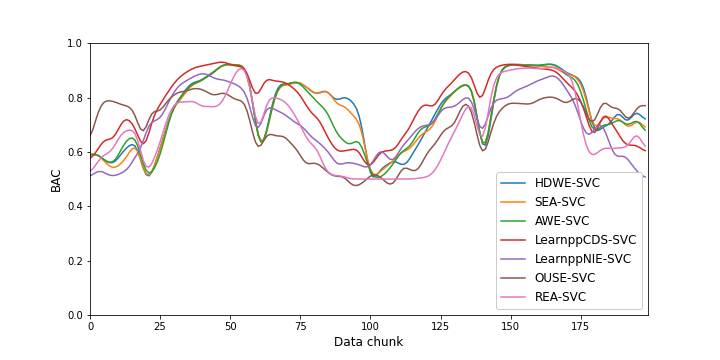 1.0
0.8
0.6
0.4
0.2
0.0
BAC
0 25 50 75 100 125 150 175
Data chunk
HDWE-SVC
SEA-SVC
AWE-SVC
LearnppCDS-SVC
LearnppNIE-SVC
OUSE-SVC
REA-SVC